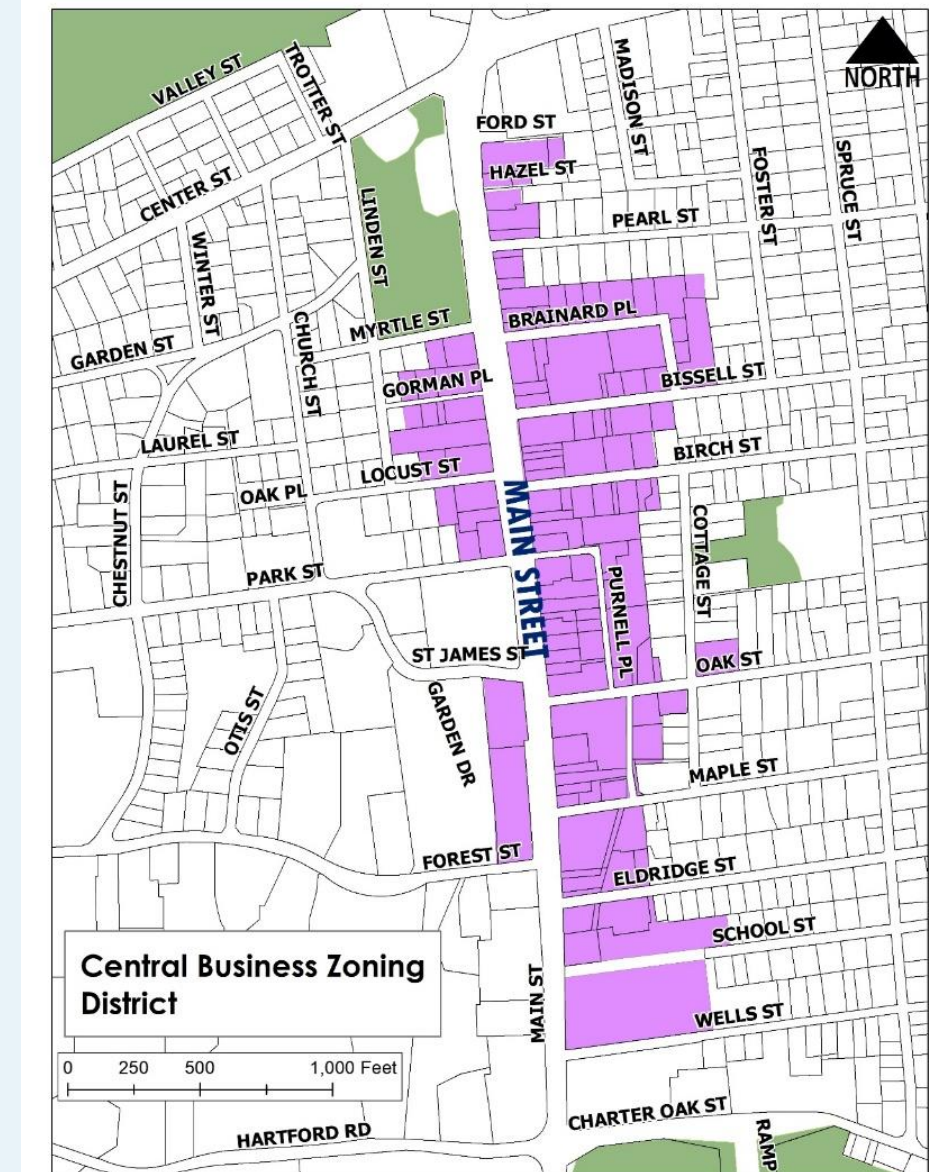 VALLEY ST
TROTTER ST
MADISON ST
NORTH
FORD ST
HAZEL ST
FOSTER ST
SPRUCE ST
CENTER ST
LINDEN ST
PEARL ST
WINTER ST
BRAINARD PL
MYRTLE ST
GARDEN ST
CHURCH ST
GORMAN PL
BISSELL ST
LAUREL ST
BIRCH ST
LOCUST ST
OAK PL
MAIN STREET
CHESTNUT ST
COTTAGE ST
PARK ST
PURNELL PL
ST JAMES ST
OAK ST
OTIS ST
GARDEN DR
MAPLE ST
FOREST ST
ELDRIDGE ST
SCHOOL ST
Central Business Zoning
District
MAIN ST
WELLS ST
0 250 500 1,000 Feet
CHARTER OAK ST
HARTFORD RD
RAMP